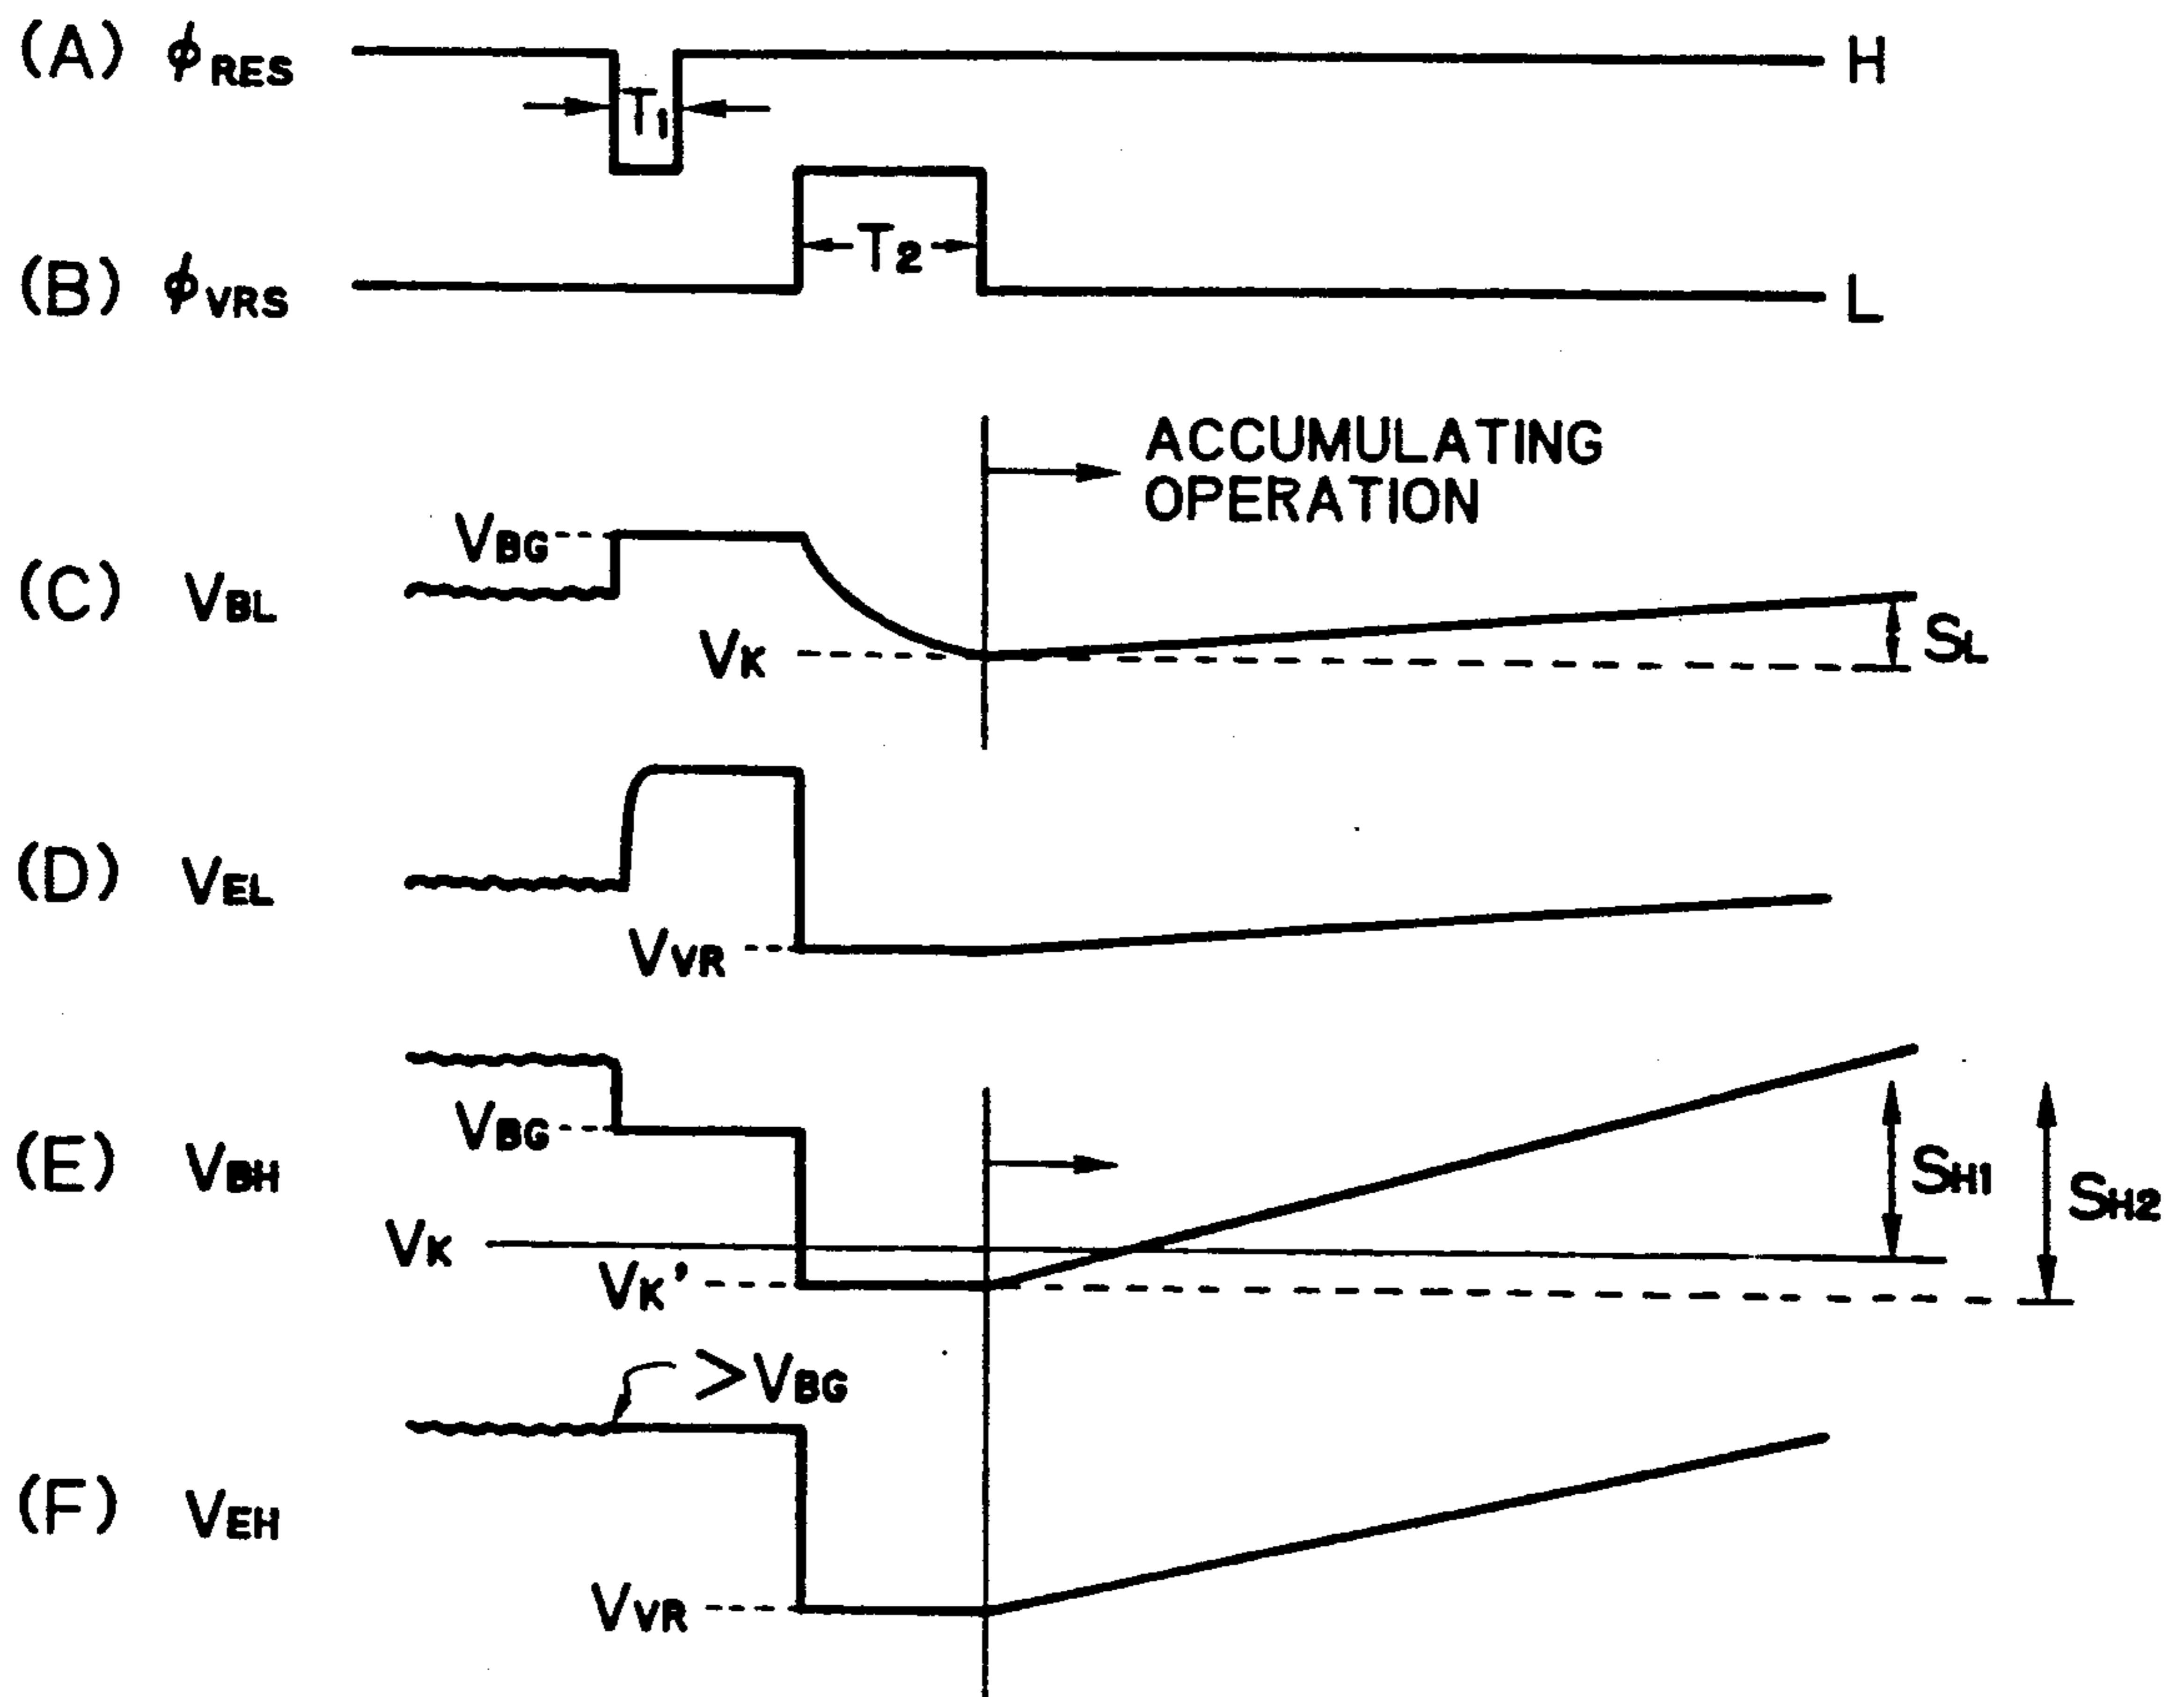 (A) ϕRES H
T1
(B) ϕVRS L
T2
ACCUMULATING
OPERATION
(C) VBL
VBG
VK
SL
(D) VEL
VVR
(E) VBH
VBG
VK
VK'
SH1
SH2
>VBG
(F) VEH
VVR